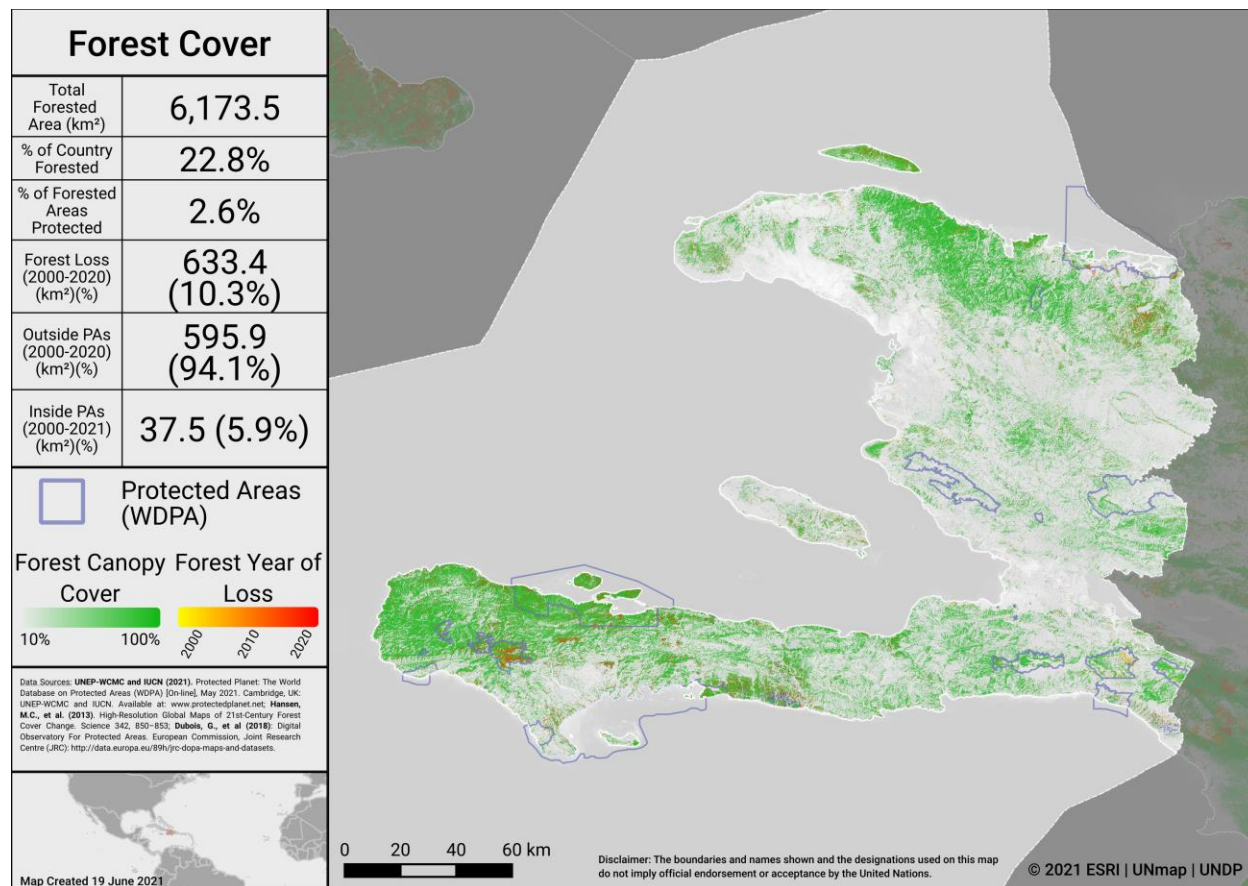 Forest Cover
Total
Forested
Area (km²)
6,173.5
% of Country
Forested
22.8%
% of Forested
Areas
Protected
2.6%
Forest Loss
(2000-2020)
(km²)(%)
633.4
(10.3%)
Outside PAs
(2000-2020)
(km²)(%)
595.9
(94.1%)
Inside PAs
(2000-2021)
(km²)(%)
37.5 (5.9%)
Protected Areas
(WDPA)
Forest Canopy
Cover
10%
100%
Forest Year of
Loss
2000
2010
2020
Data Sources: UNEP-WCMC and IUCN (2021). Protected Planet: The World
Database on Protected Areas (WDPA) [On-line], May 2021. Cambridge, UK:
UNEP-WCMC and IUCN. Available at: www.protectedplanet.net; Hansen,
M.C., et al. (2013). High-Resolution Global Maps of 21st-Century Forest
Cover Change. Science 342, 850–853; Dubois, G., et al (2018): Digital
Observatory For Protected Areas. European Commission, Joint Research
Centre (JRC): http://data.europa.eu/89h/jrc-dopa-maps-and-datasets.
Map Created 19 June 2021
0 20 40 60 km
Disclaimer: The boundaries and names shown and the designations used on this map
do not imply official endorsement or acceptance by the United Nations.
© 2021 ESRI | UNmap | UNDP